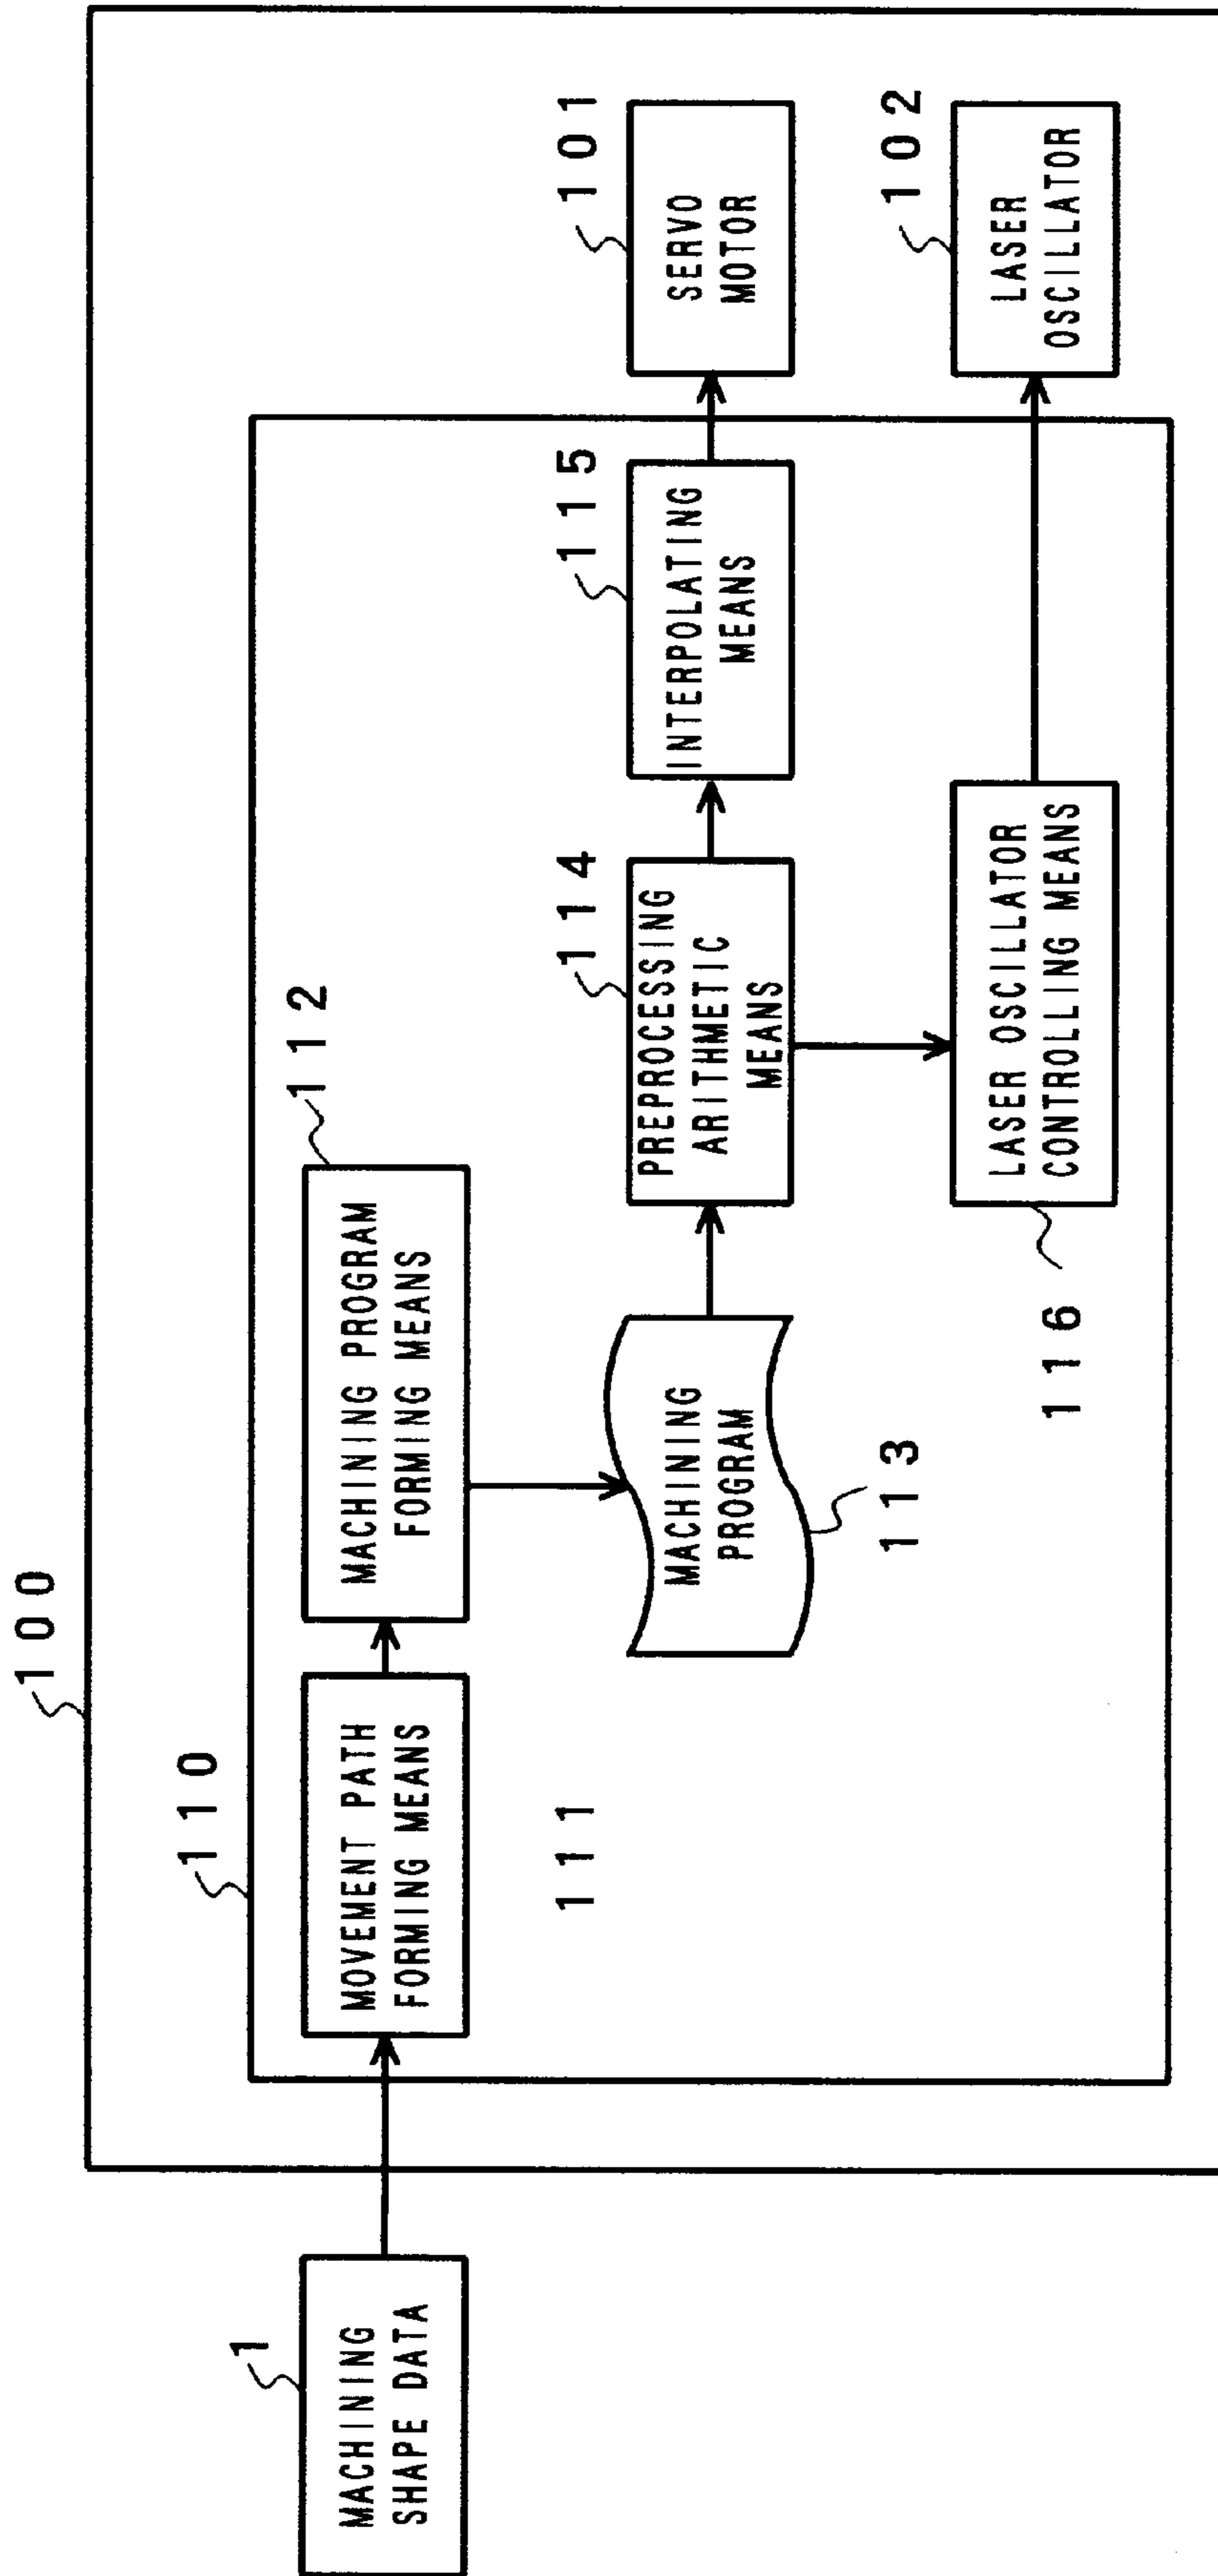 100
110
1
MACHINING
SHAPE DATA
MOVEMENT PATH
FORMING MEANS
111
112
MACHINING PROGRAM
FORMING MEANS
MACHINING
PROGRAM
113
114
PREPROCESSING
ARITHMETIC
MEANS
115
INTERPOLATING
MEANS
101
SERVO
MOTOR
116
LASER OSCILLATOR
CONTROLLING MEANS
102
LASER
OSCILLATOR